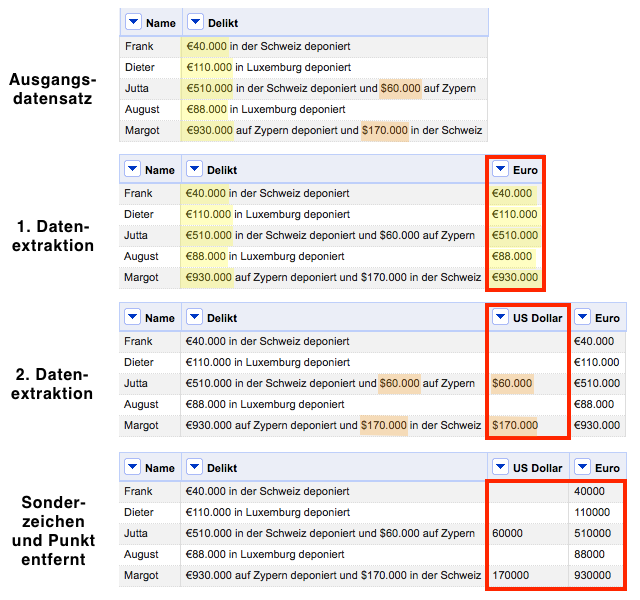 Name Delikt
Frank €40.000 in der Schweiz deponiert
Dieter €110.000 in Luxemburg deponiert
Ausgangs-
datensatz
Jutta €510.000 in der Schweiz deponiert und $60.000 auf Zypern
August €88.000 in Luxemburg deponiert
Margot €930.000 auf Zypern deponiert und $170.000 in der Schweiz
Name Delikt Euro
Frank €40.000 in der Schweiz deponiert €40.000
Dieter €110.000 in Luxemburg deponiert €110.000
1. Daten-
extraktion
Jutta €510.000 in der Schweiz deponiert und $60.000 auf Zypern €510.000
August €88.000 in Luxemburg deponiert €88.000
Margot €930.000 auf Zypern deponiert und $170.000 in der Schweiz €930.000
Name Delikt US Dollar Euro
Frank €40.000 in der Schweiz deponiert €40.000
Dieter €110.000 in Luxemburg deponiert €110.000
2. Daten-
extraktion
Jutta €510.000 in der Schweiz deponiert und $60.000 auf Zypern $60.000 €510.000
August €88.000 in Luxemburg deponiert €88.000
Margot €930.000 auf Zypern deponiert und $170.000 in der Schweiz $170.000 €930.000
Name Delikt US Dollar Euro
Frank €40.000 in der Schweiz deponiert 40000
Dieter €110.000 in Luxemburg deponiert 110000
Sonder-
zeichen
und Punkt
entfernt
Jutta €510.000 in der Schweiz deponiert und $60.000 auf Zypern 60000 510000
August €88.000 in Luxemburg deponiert 88000
Margot €930.000 auf Zypern deponiert und $170.000 in der Schweiz 170000 930000